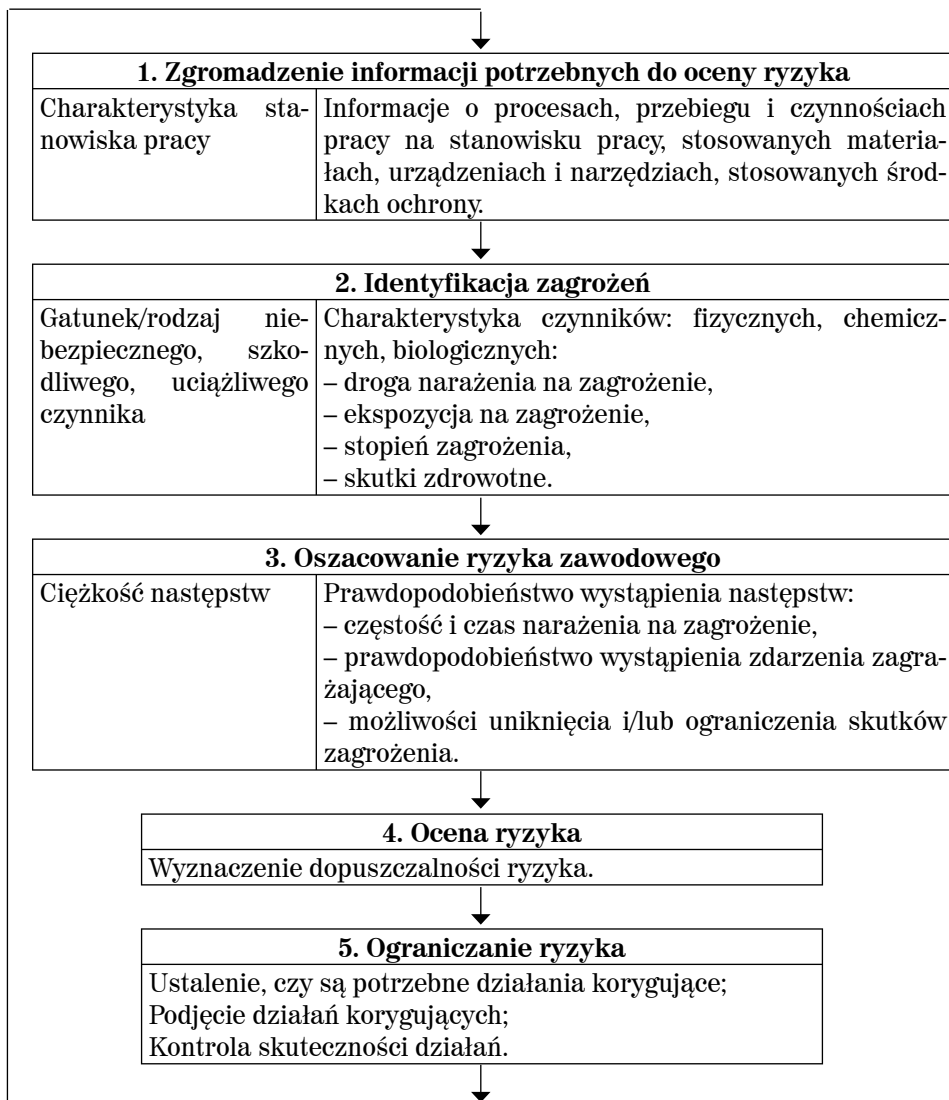 1. Zgromadzenie informacji potrzebnych do oceny ryzyka
Charakterystyka sta-
nowiska pracy
Informacje o procesach, przebiegu i czynnościach
pracy na stanowisku pracy, stosowanych materia-
łach, urządzeniach i narzędziach, stosowanych środ-
kach ochrony.
2. Identyfikacja zagrożeń
Gatunek/rodzaj nie-
bezpiecznego, szko-
dliwego, uciążliwego
czynnika
Charakterystyka czynników: fizycznych, chemicz-
nych, biologicznych:
– droga narażenia na zagrożenie,
– ekspozycja na zagrożenie,
– stopień zagrożenia,
– skutki zdrowotne.
3. Oszacowanie ryzyka zawodowego
Ciężkość następstw
Prawdopodobieństwo wystąpienia następstw:
– częstość i czas narażenia na zagrożenie,
– prawdopodobieństwo wystąpienia zdarzenia zagra-
żającego,
– możliwości uniknięcia i/lub ograniczenia skutków
zagrożenia.
4. Ocena ryzyka
Wyznaczenie dopuszczalności ryzyka.
5. Ograniczanie ryzyka
Ustalenie, czy są potrzebne działania korygujące;
Podjęcie działań korygujących;
Kontrola skuteczności działań.